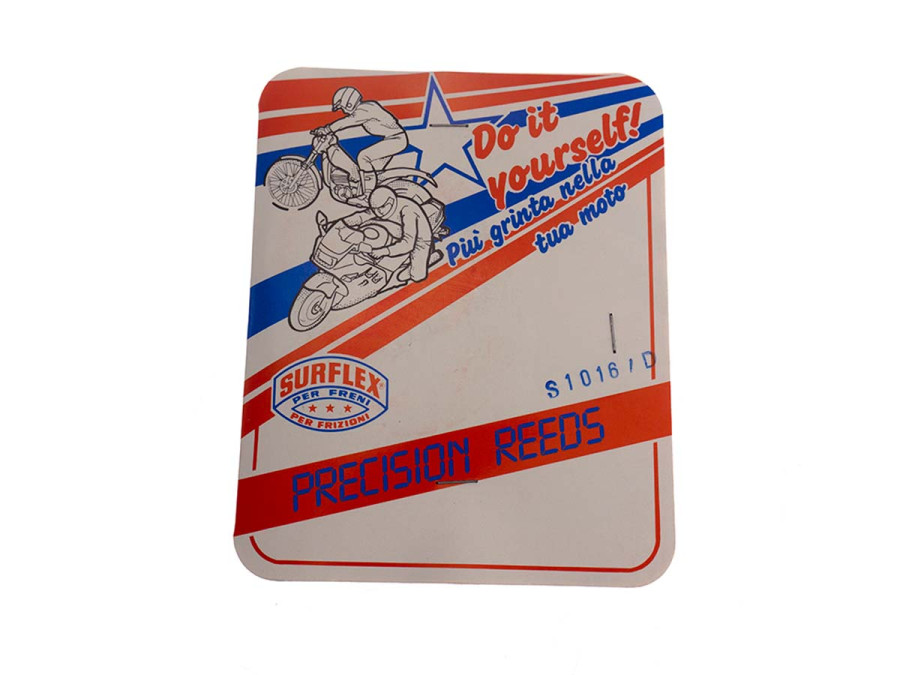 Do it
yourself!
Più grinta nella
tua moto
S1016/D
SURFLEX®
PER FRENI
PER FRIZIONI
PRECISION REEDS